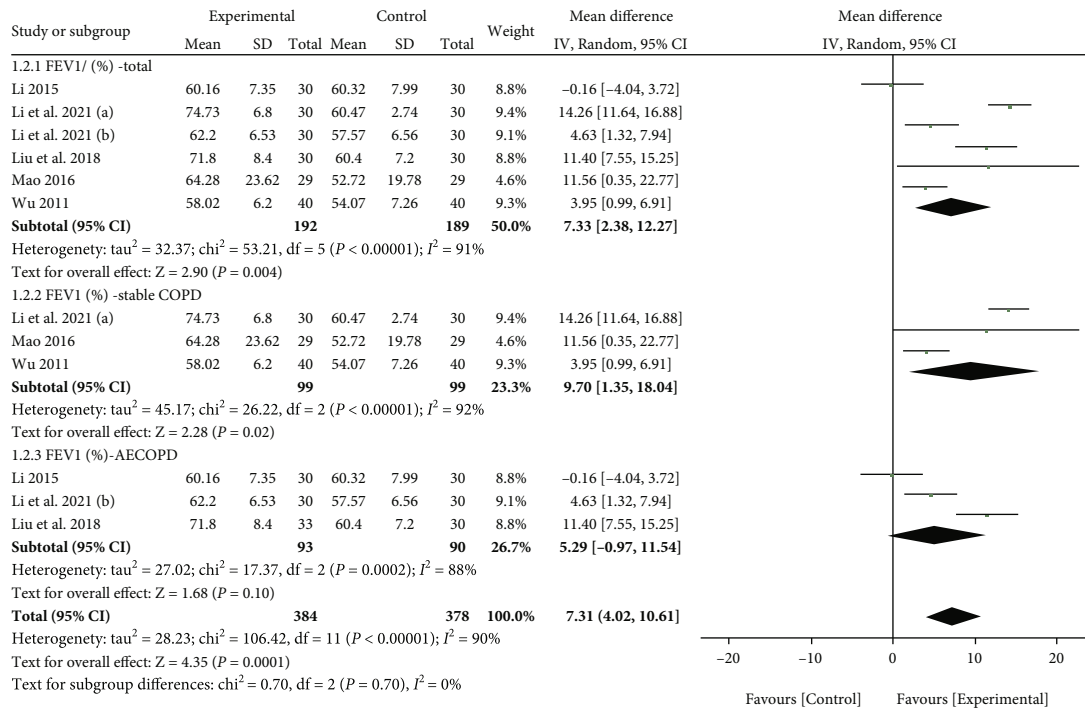 Study or subgroup Experimental Control Weight Mean difference Mean difference
Mean SD Total Mean SD Total IV, Random, 95% CI IV, Random, 95% CI
1.2.1 FEV1/ (%) -total
Li 2015 60.16 7.35 30 60.32 7.99 30 8.8% –0.16 [–4.04, 3.72]
Li et al. 2021 (a) 74.73 6.8 30 60.47 2.74 30 9.4% 14.26 [11.64, 16.88]
Li et al. 2021 (b) 62.2 6.53 30 57.57 6.56 30 9.1% 4.63 [1.32, 7.94]
Liu et al. 2018 71.8 8.4 30 60.4 7.2 30 8.8% 11.40 [7.55, 15.25]
Mao 2016 64.28 23.62 29 52.72 19.78 29 4.6% 11.56 [0.35, 22.77]
Wu 2011 58.02 6.2 40 54.07 7.26 40 9.3% 3.95 [0.99, 6.91]
Subtotal (95% CI) 192 189 50.0% 7.33 [2.38, 12.27]
Heterogenety: tau² = 32.37; chi² = 53.21, df = 5 (P < 0.00001); I² = 91%
Text for overall effect: Z = 2.90 (P = 0.004)
1.2.2 FEV1 (%) -stable COPD
Li et al. 2021 (a) 74.73 6.8 30 60.47 2.74 30 9.4% 14.26 [11.64, 16.88]
Mao 2016 64.28 23.62 29 52.72 19.78 29 4.6% 11.56 [0.35, 22.77]
Wu 2011 58.02 6.2 40 54.07 7.26 40 9.3% 3.95 [0.99, 6.91]
Subtotal (95% CI) 99 99 23.3% 9.70 [1.35, 18.04]
Heterogenety: tau² = 45.17; chi² = 26.22, df = 2 (P < 0.00001); I² = 92%
Text for overall effect: Z = 2.28 (P = 0.02)
1.2.3 FEV1 (%)-AECOPD
Li 2015 60.16 7.35 30 60.32 7.99 30 8.8% –0.16 [–4.04, 3.72]
Li et al. 2021 (b) 62.2 6.53 30 57.57 6.56 30 9.1% 4.63 [1.32, 7.94]
Liu et al. 2018 71.8 8.4 33 60.4 7.2 30 8.8% 11.40 [7.55, 15.25]
Subtotal (95% CI) 93 90 26.7% 5.29 [–0.97, 11.54]
Heterogenety: tau² = 27.02; chi² = 17.37, df = 2 (P = 0.0002); I² = 88%
Text for overall effect: Z = 1.68 (P = 0.10)
Total (95% CI) 384 378 100.0% 7.31 (4.02, 10.61]
Heterogenety: tau² = 28.23; chi² = 106.42, df = 11 (P < 0.00001); I² = 90%
Text for overall effect: Z = 4.35 (P = 0.0001)
Text for subgroup differences: chi² = 0.70, df = 2 (P = 0.70), I² = 0%
–20 –10 0 10 20
Favours [Control] Favours [Experimental]